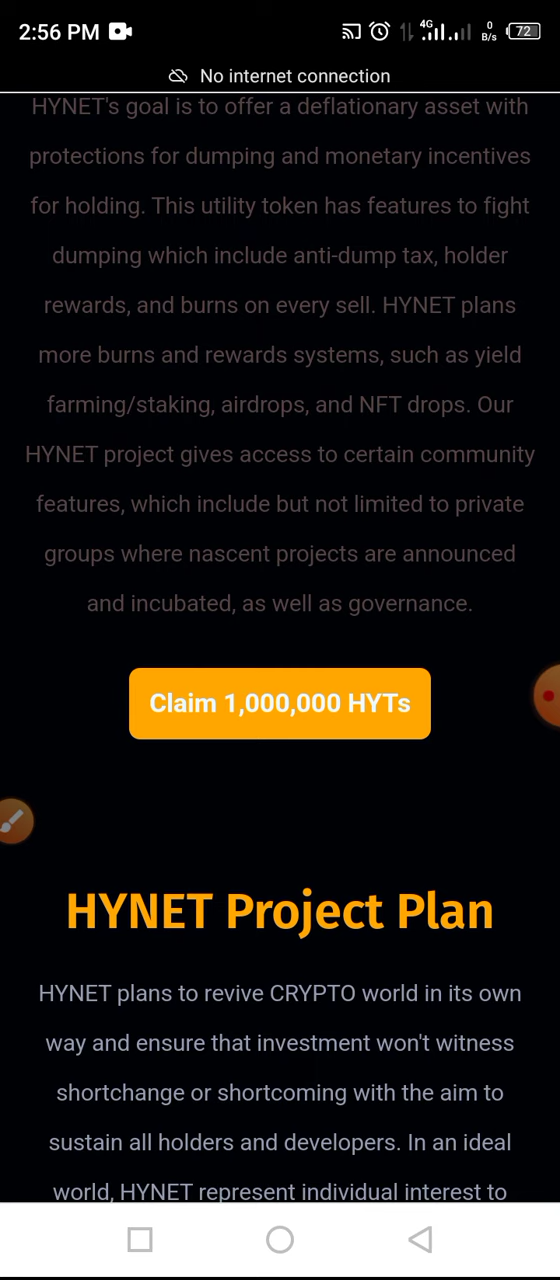 2:56 PM
4G
0
B/s
72
No internet connection
HYNET's goal is to offer a deflationary asset with
protections for dumping and monetary incentives
for holding. This utility token has features to fight
dumping which include anti-dump tax, holder
rewards, and burns on every sell. HYNET plans
more burns and rewards systems, such as yield
farming/staking, airdrops, and NFT drops. Our
HYNET project gives access to certain community
features, which include but not limited to private
groups where nascent projects are announced
and incubated, as well as governance.
Claim 1,000,000 HYTs
HYNET Project Plan
HYNET plans to revive CRYPTO world in its own
way and ensure that investment won't witness
shortchange or shortcoming with the aim to
sustain all holders and developers. In an ideal
world, HYNET represent individual interest to